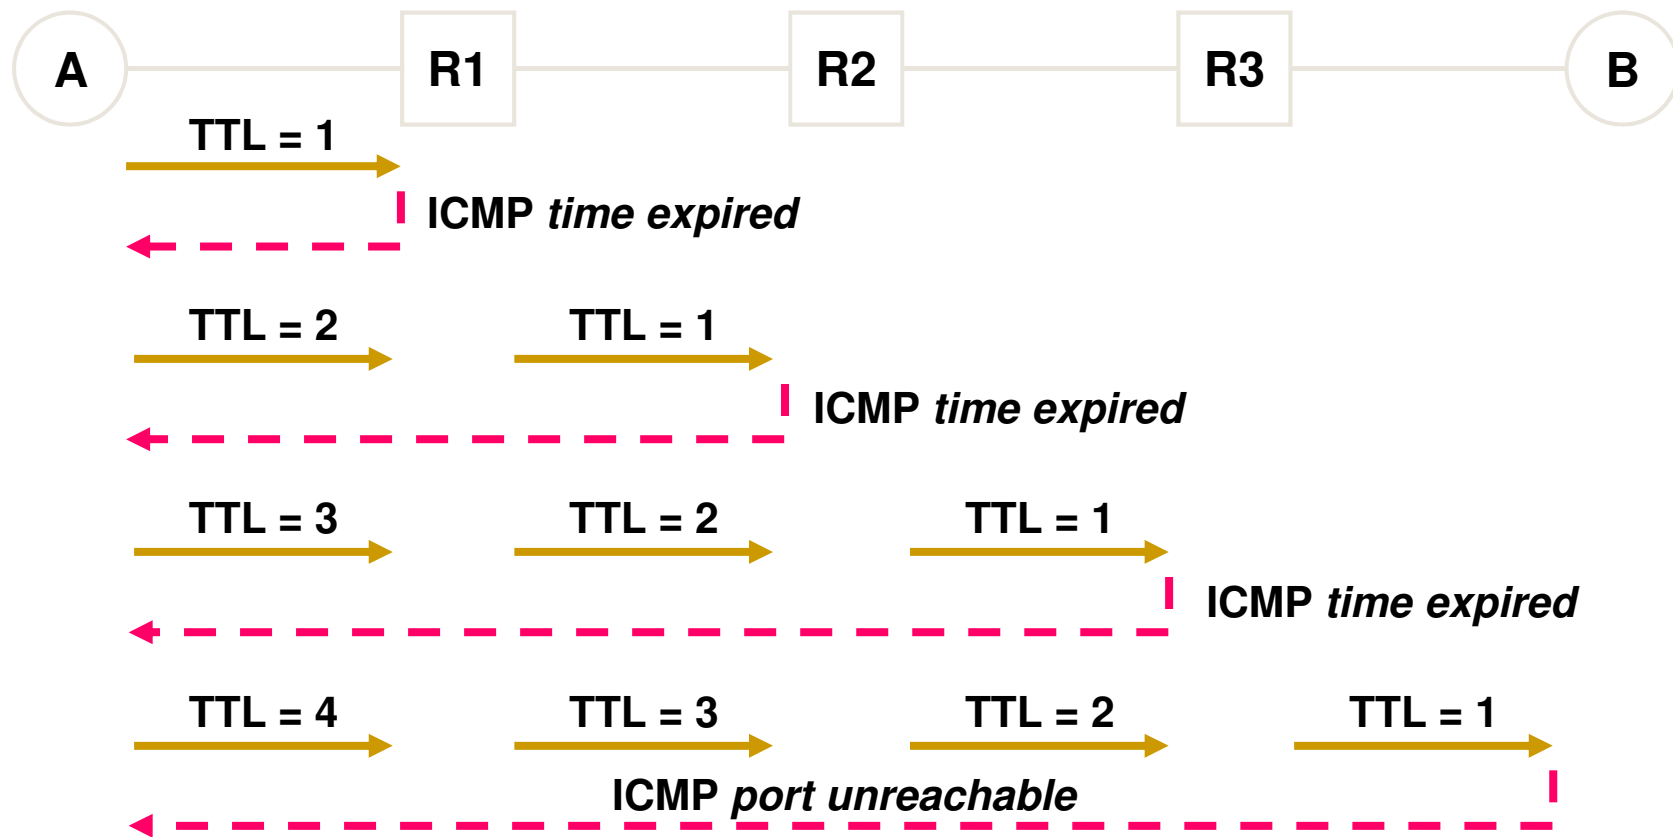 A R1 R2 R3 B
TTL = 1
ICMP time expired
TTL = 2 TTL = 1
ICMP time expired
TTL = 3 TTL = 2 TTL = 1
ICMP time expired
TTL = 4 TTL = 3 TTL = 2 TTL = 1
ICMP port unreachable